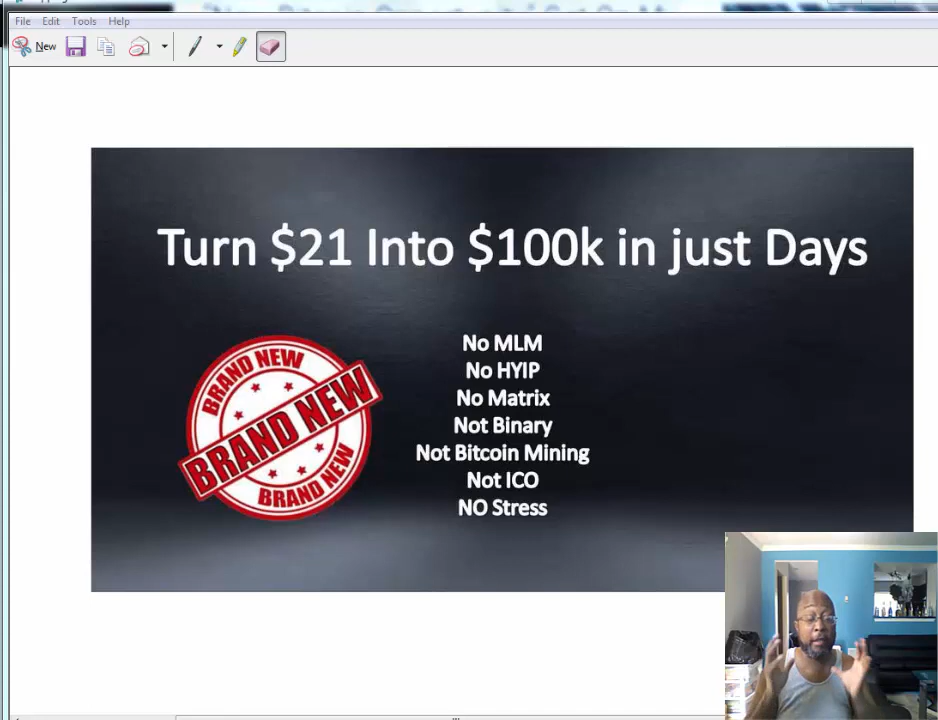 File Edit Tools Help
New
Turn $21 Into $100k in just Days
BRAND NEW
BRAND NEW
BRAND NEW
No MLM
No HYIP
No Matrix
Not Binary
Not Bitcoin Mining
Not ICO
NO Stress